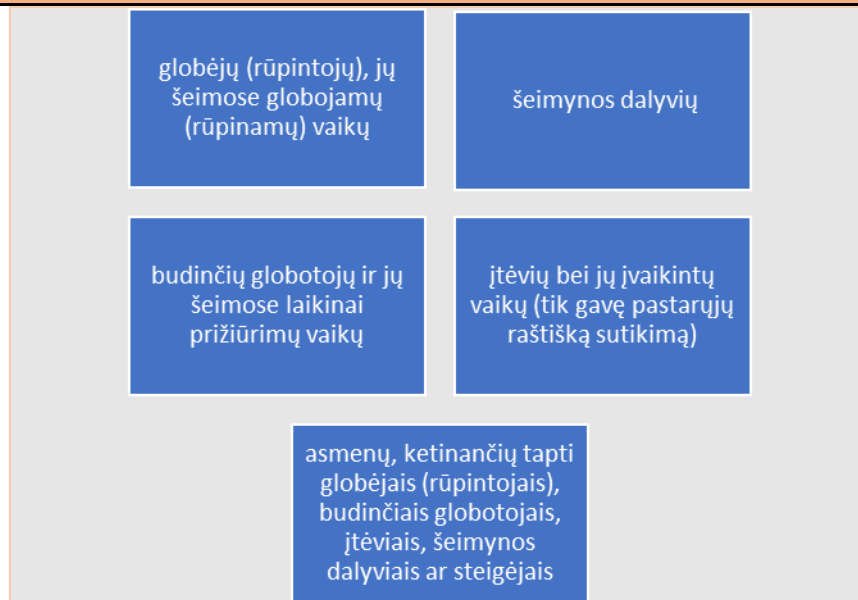 globėjų (rūpintojų), jų
šeimose globojamų
(rūpinamų) vaikų
šeimynos dalyvių
budinčių globotojų ir jų
šeimose laikinai
prižiūrimų vaikų
įtėvių bei jų įvaikintų
vaikų (tik gavę pastarųjų
raštišką sutikimą)
asmenų, ketinančių tapti
globėjais (rūpintojais),
budinčiais globotojais,
įtėviais, šeimynos
dalyviais ar steigėjais